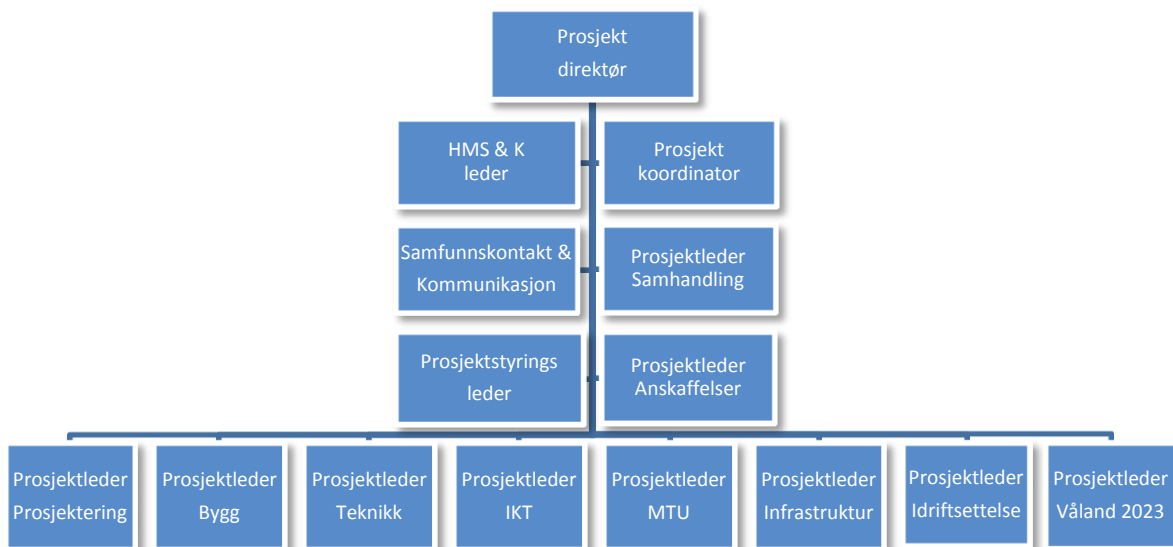 Prosjekt
direktør
HMS & K
leder
Prosjekt
koordinator
Samfunnskontakt &
Kommunikasjon
Prosjektleder
Samhandling
Prosjektstyrings
leder
Prosjektleder
Anskaffelser
Prosjektleder
Prosjektering
Prosjektleder
Bygg
Prosjektleder
Teknikk
Prosjektleder
IKT
Prosjektleder
MTU
Prosjektleder
Infrastruktur
Prosjektleder
Idriftsettelse
Prosjektleder
Våland 2023